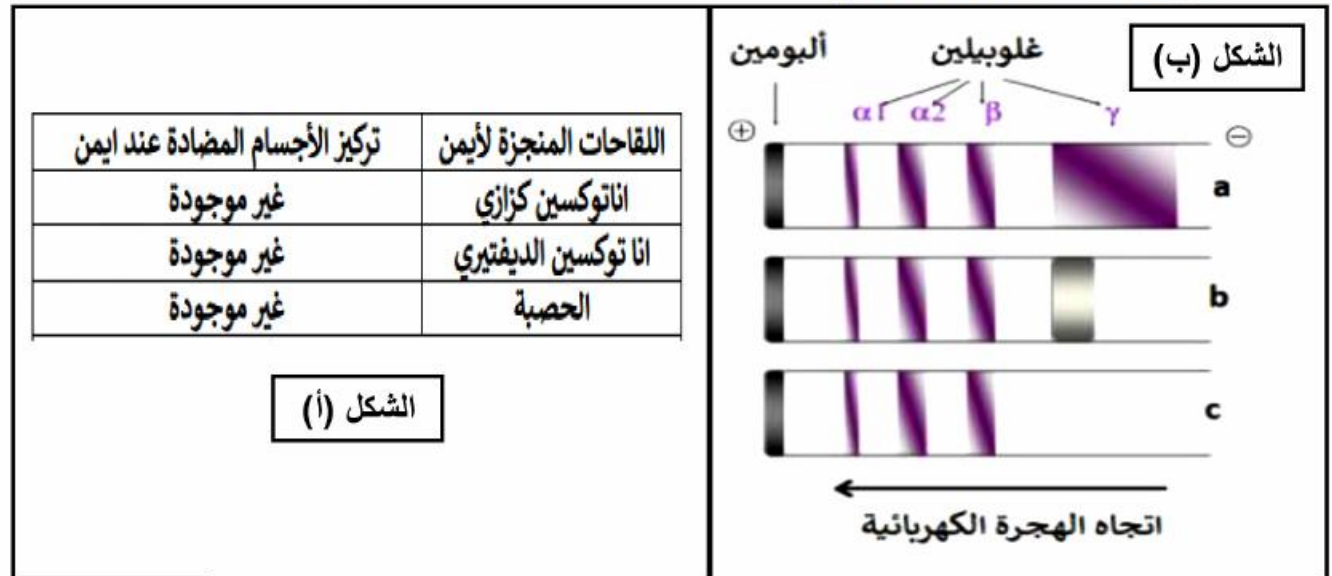 الشكل (ب)
ألبومين
غلوبيلين
α1 α2 β γ
⊕
⊖
a
b
c
اتجاه الهجرة الكهربائية
اللقاحات المنجزة لأيمن
تركيز الأجسام المضادة عند ايمن
اناتوكسين كزازي
غير موجودة
انا توكسين الديفتيري
غير موجودة
الحصبة
غير موجودة
الشكل (أ)